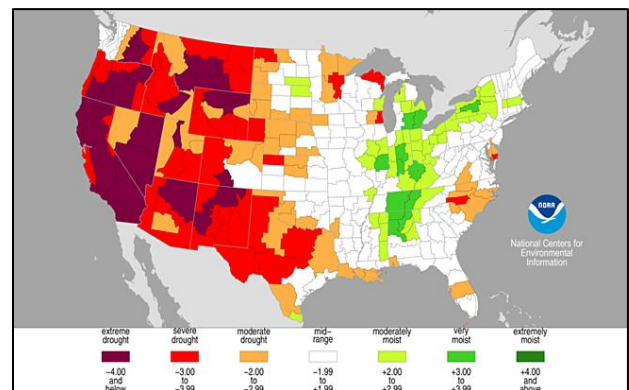 NOAA
National Centers for
Environmental
Information
extreme drought
severe drought
moderate drought
mid–range
moderately moist
very moist
extremely moist
−4.00 and below
−3.00 to −3.99
−2.00 to −2.99
−1.99 to +1.99
+2.00 to +2.99
+3.00 to +3.99
+4.00 and above